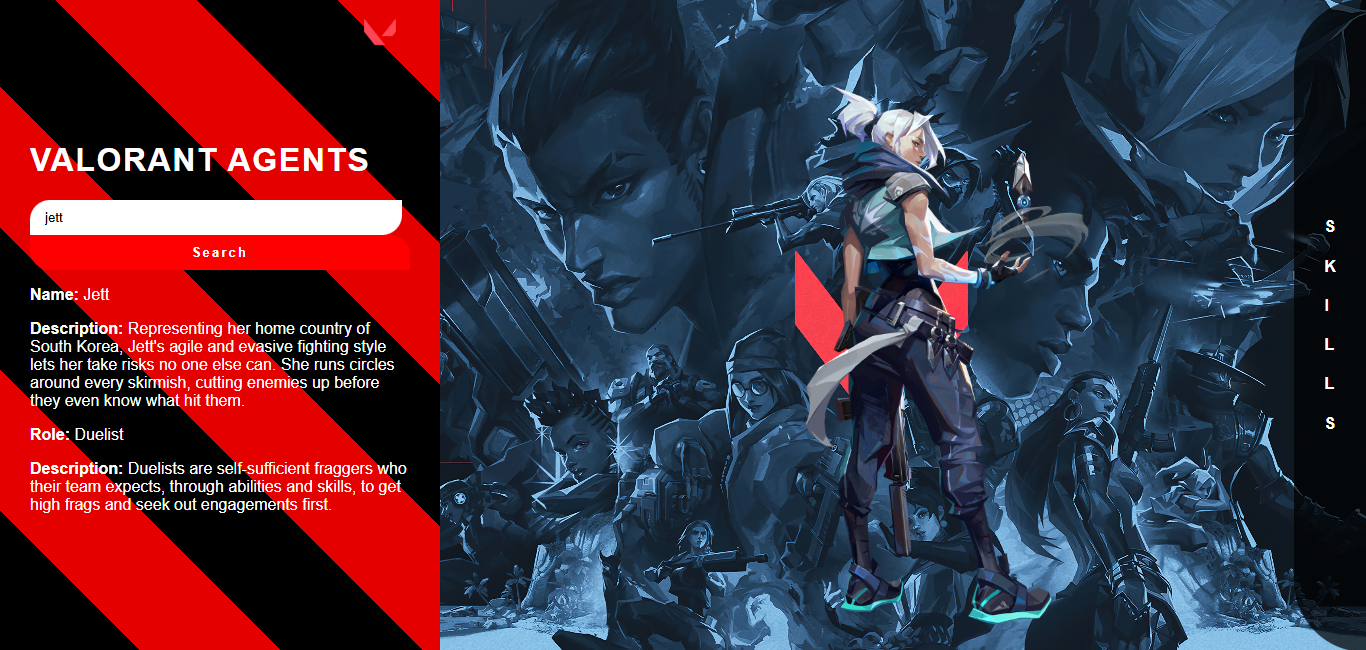 VALORANT AGENTS
jett
Search
Name: Jett
Description: Representing her home country of
South Korea, Jett's agile and evasive fighting style
lets her take risks no one else can. She runs circles
around every skirmish, cutting enemies up before
they even know what hit them.
Role: Duelist
Description: Duelists are self-sufficient fraggers who
their team expects, through abilities and skills, to get
high frags and seek out engagements first.
S
K
I
L
L
S